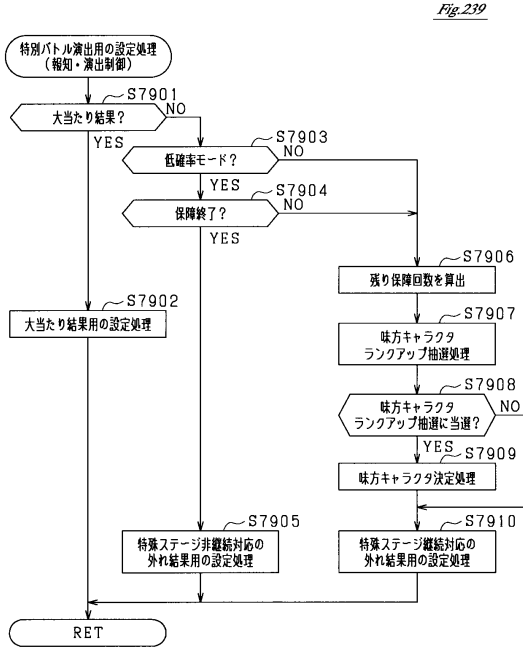 Fig.239
特別バトル演出用の設定処理
(報知・演出制御)
S7901
大当たり結果?
NO
YES
S7903
低確率モード?
NO
YES
S7904
保障終了?
NO
YES
S7906
残り保障回数を算出
S7902
大当たり結果用の設定処理
S7907
味方キャラクタ
ランクアップ抽選処理
S7908
味方キャラクタ
ランクアップ抽選に当選?
NO
YES
S7909
味方キャラクタ決定処理
S7905
特殊ステージ非継続対応の
外れ結果用の設定処理
S7910
特殊ステージ継続対応の
外れ結果用の設定処理
RET